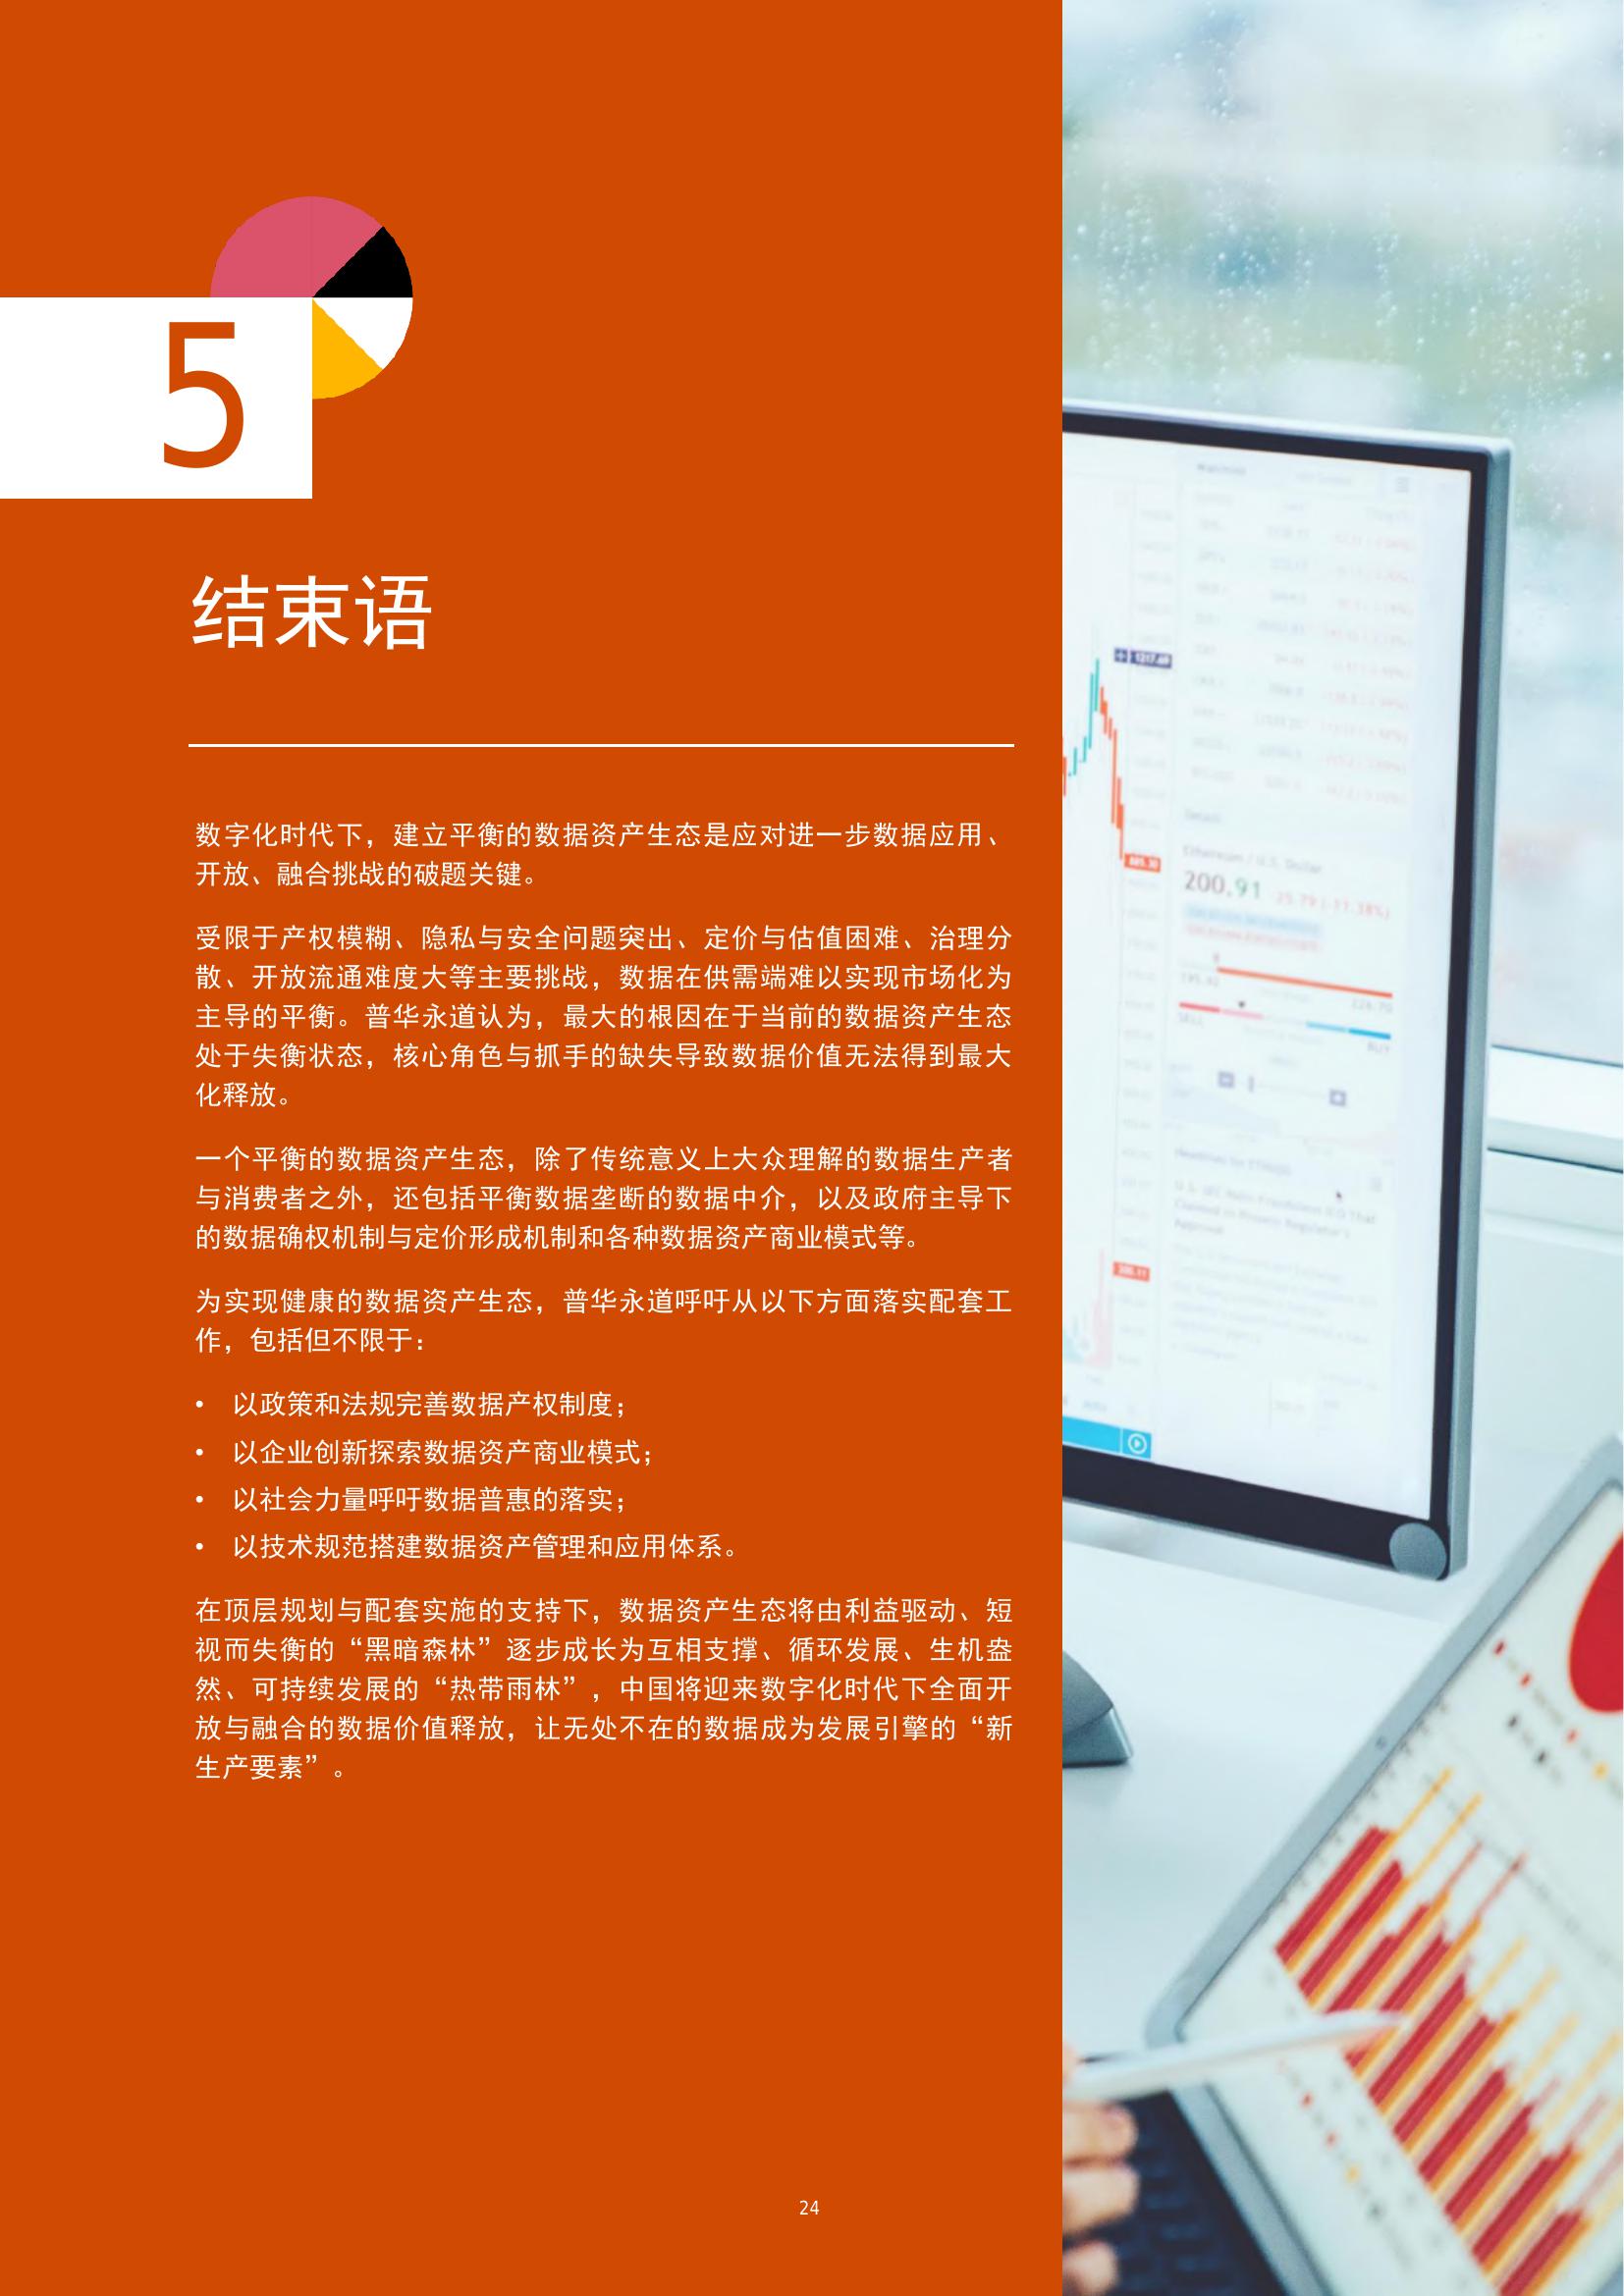 5
结束语
数字化时代下，建立平衡的数据资产生态是应对进一步数据应用、
开放、融合挑战的破题关键。
受限于产权模糊、隐私与安全问题突出、定价与估值困难、治理分
散、开放流通难度大等主要挑战，数据在供需端难以实现市场化为
主导的平衡。普华永道认为，最大的根因在于当前的数据资产生态
处于失衡状态，核心角色与抓手的缺失导致数据价值无法得到最大
化释放。
一个平衡的数据资产生态，除了传统意义上大众理解的数据生产者
与消费者之外，还包括平衡数据垄断的数据中介，以及政府主导下
的数据确权机制与定价形成机制和各种数据资产商业模式等。
为实现健康的数据资产生态，普华永道呼吁从以下方面落实配套工
作，包括但不限于：
• 以政策和法规完善数据产权制度；
• 以企业创新探索数据资产商业模式；
• 以社会力量呼吁数据普惠的落实；
• 以技术规范搭建数据资产管理和应用体系。
在顶层规划与配套实施的支持下，数据资产生态将由利益驱动、短
视而失衡的“黑暗森林”逐步成长为互相支撑、循环发展、生机盎
然、可持续发展的“热带雨林”，中国将迎来数字化时代下全面开
放与融合的数据价值释放，让无处不在的数据成为发展引擎的“新
生产要素”。
1217.60
Ethereum / U.S. Dollar
200.91 -25.79 (-11.38%)
SELL
BUY
24